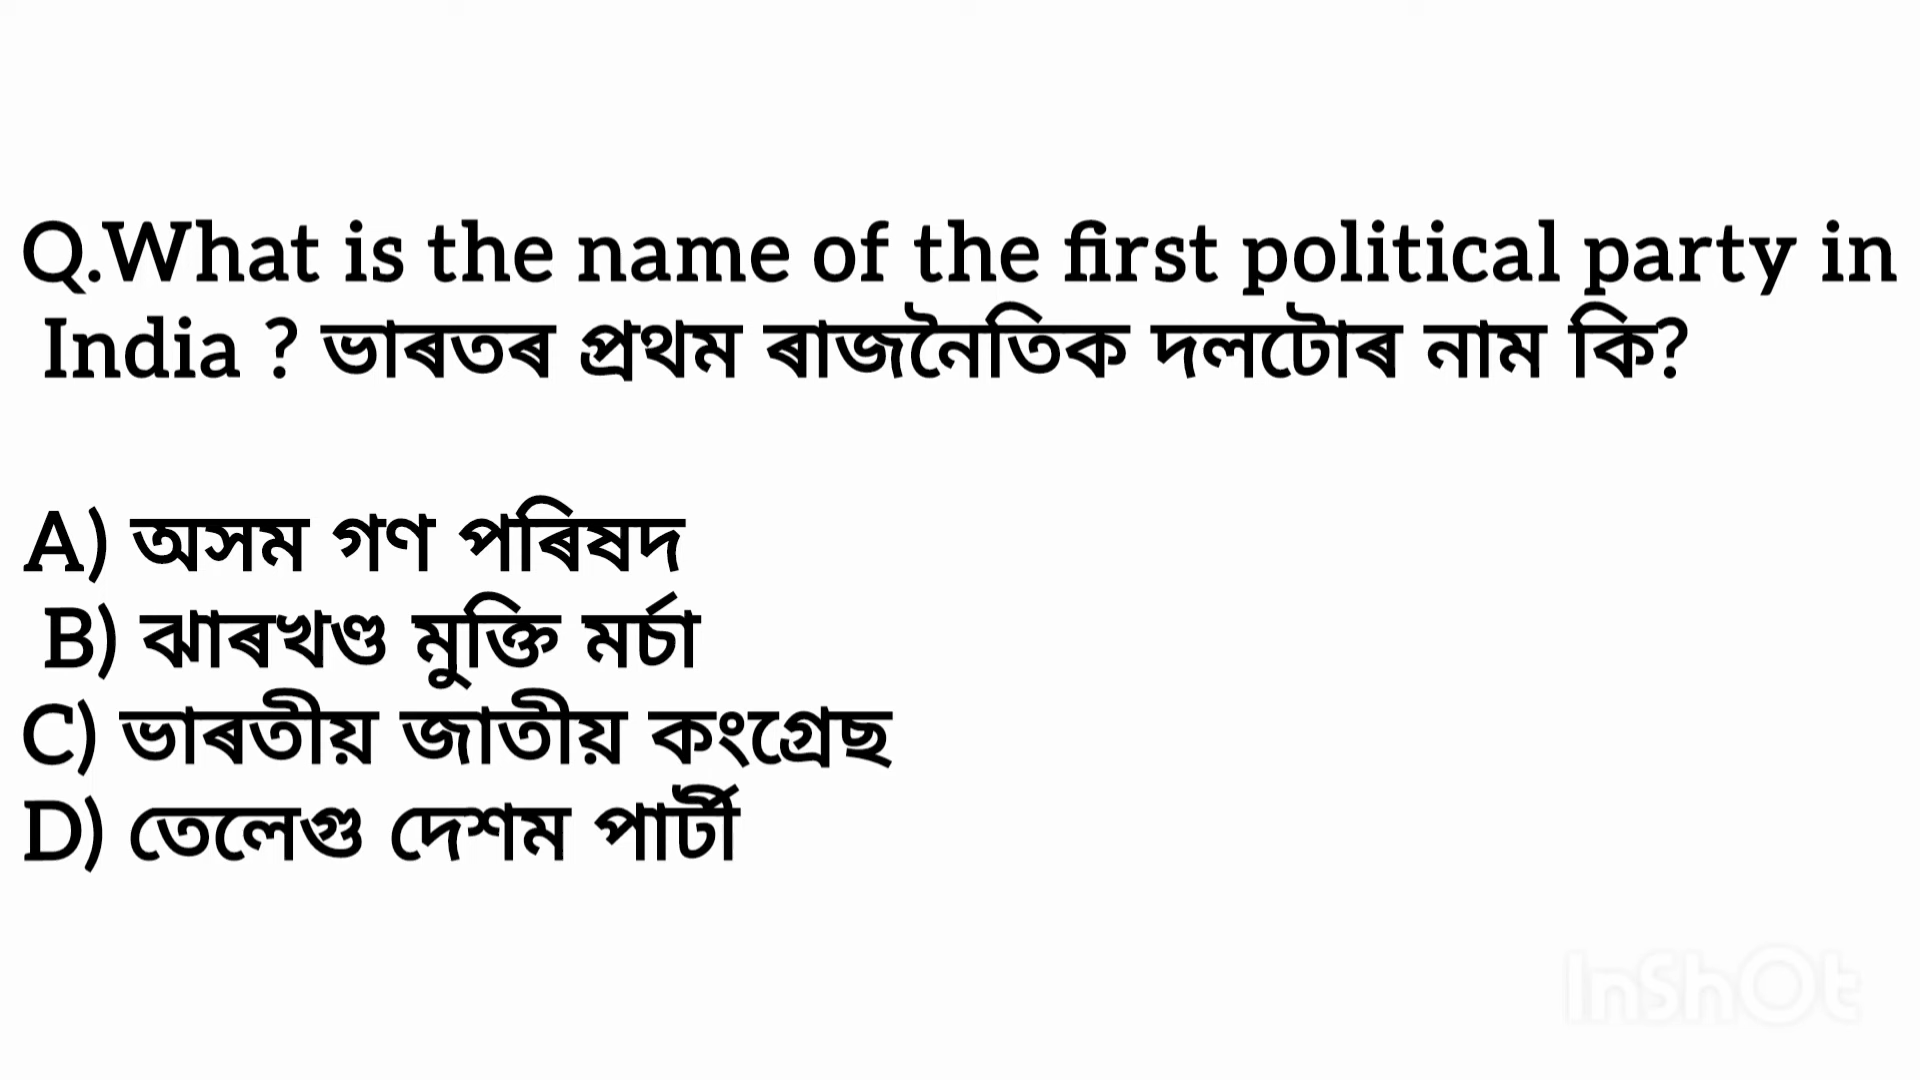 Q.What is the name of the first political party in
India ? ভাৰতৰ প্ৰথম ৰাজনৈতিক দলটোৰ নাম কি?
A) অসম গণ পৰিষদ
B) ঝাৰখণ্ড মুক্তি মৰ্চা
C) ভাৰতীয় জাতীয় কংগ্ৰেছ
D) তেলেগু দেশম পাৰ্টী
InShOt